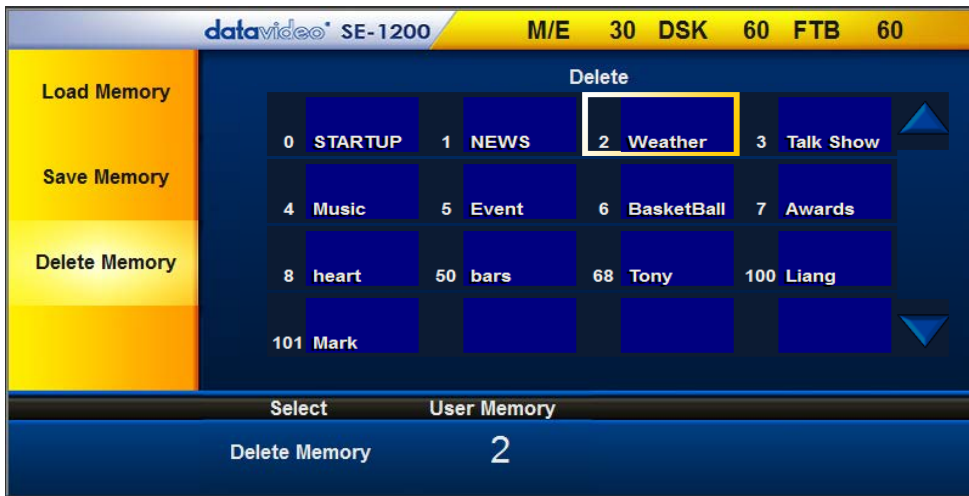 datavideo SE-1200 M/E 30 DSK 60 FTB 60
Load Memory
Save Memory
Delete Memory
Delete
0 STARTUP 1 NEWS 2 Weather 3 Talk Show
4 Music 5 Event 6 BasketBall 7 Awards
8 heart 50 bars 68 Tony 100 Liang
101 Mark
Select User Memory
Delete Memory 2